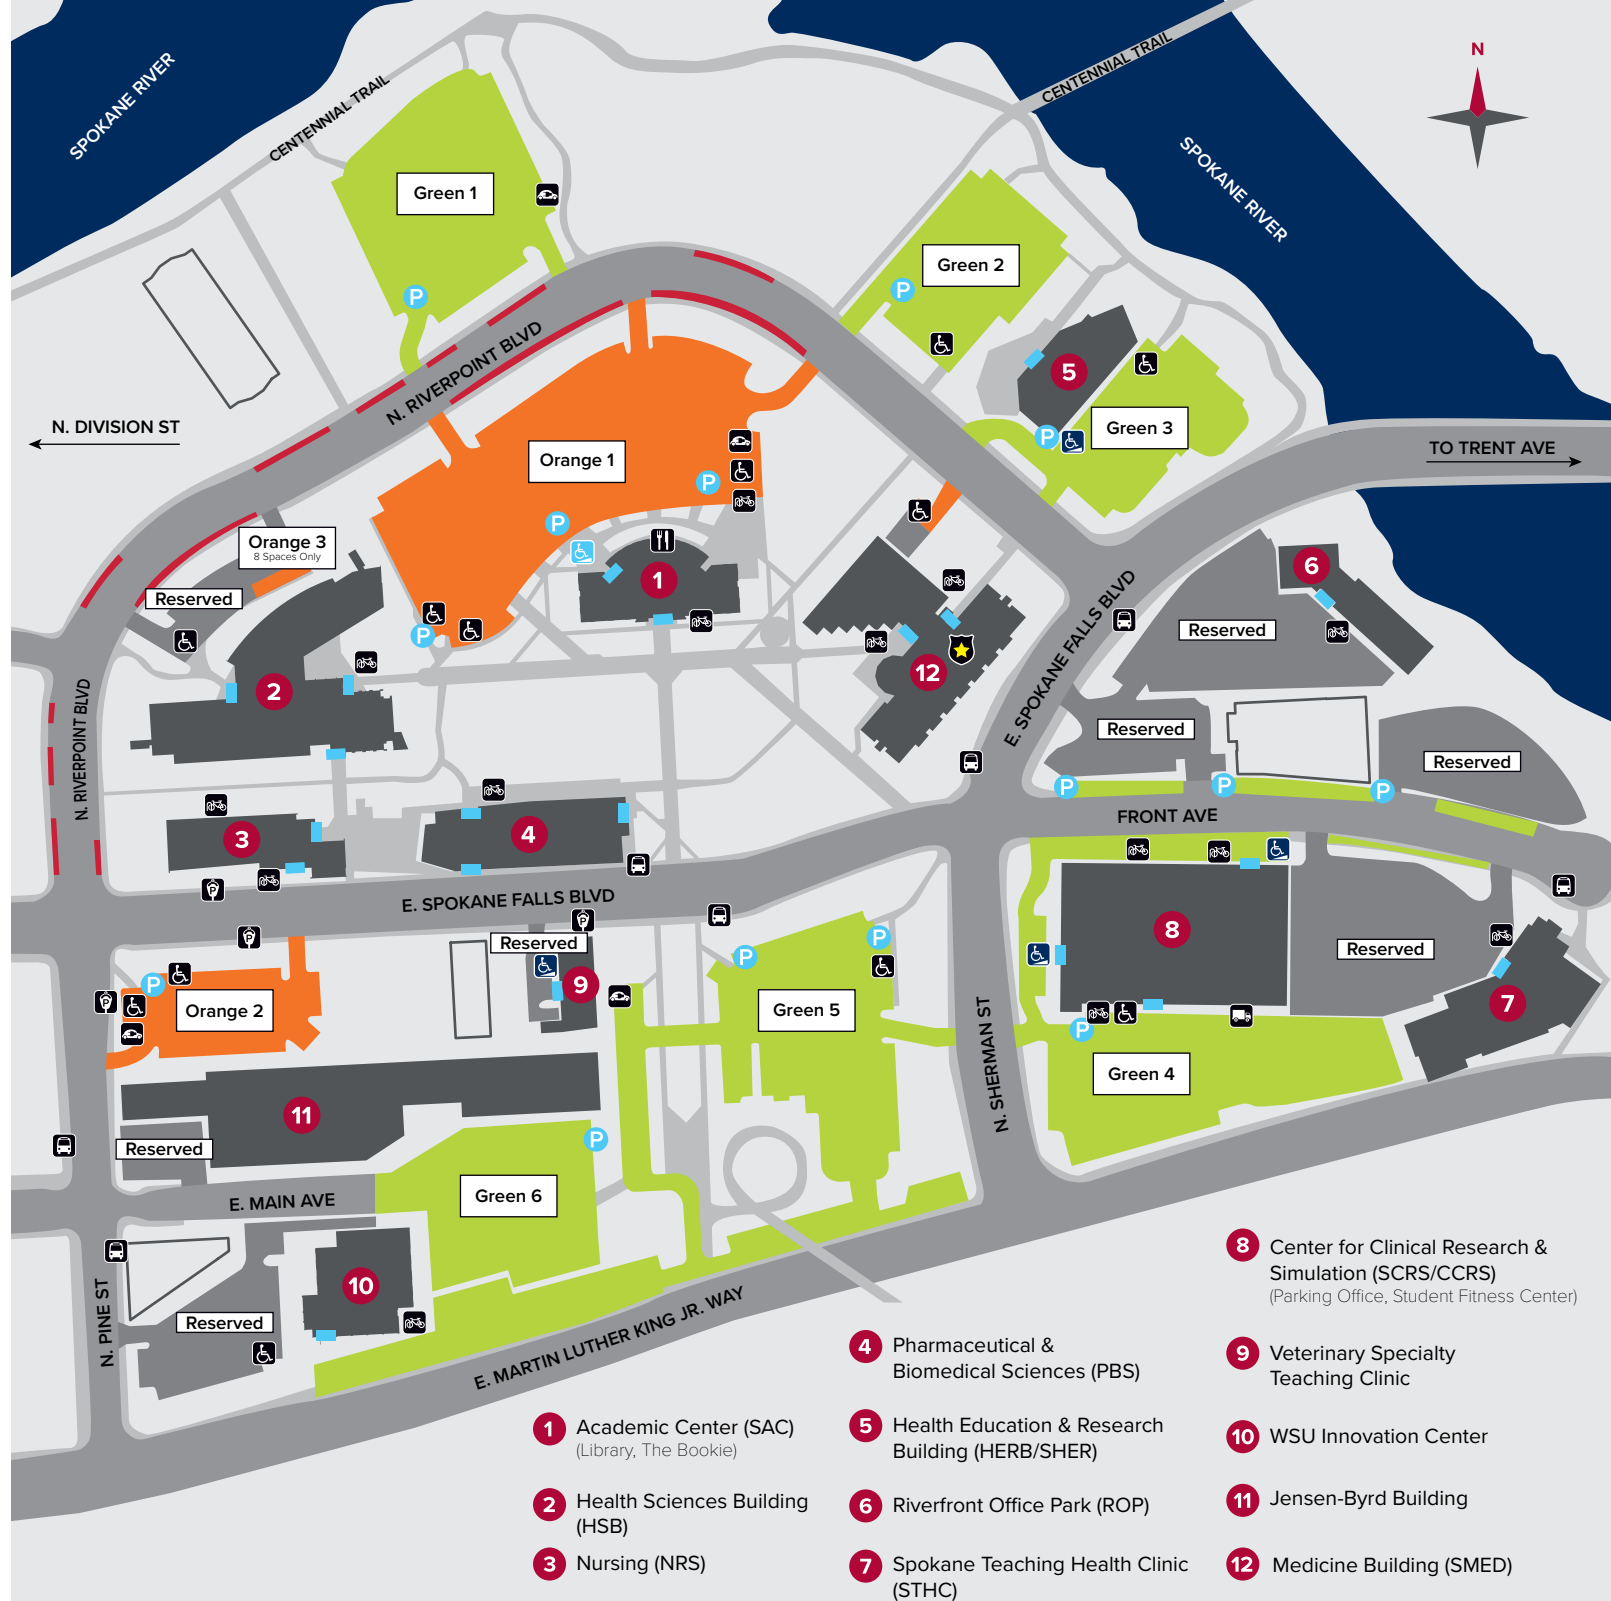 SPOKANE RIVER
CENTENNIAL TRAIL
CENTENNIAL TRAIL
N
SPOKANE RIVER
Green 1
Green 2
P
P
N. RIVERPOINT BLVD
5
N. DIVISION ST
Green 3
P
TO TRENT AVE
Orange 1
P
P
Orange 3
8 Spaces Only
6
1
Reserved
P
E. SPOKANE FALLS BLVD
Reserved
12
2
N. RIVERPOINT BLVD
Reserved
Reserved
P
P
P
FRONT AVE
3
4
P
E. SPOKANE FALLS BLVD
P
P
Reserved
8
Reserved
P
P
P
9
P
Orange 2
P
Green 5
7
P
Green 4
N. SHERMAN ST
11
Reserved
P
Green 6
E. MAIN AVE
10
Reserved
N. PINE ST
E. MARTIN LUTHER KING JR. WAY
1 Academic Center (SAC)
(Library, The Bookie)
2 Health Sciences Building
(HSB)
3 Nursing (NRS)
4 Pharmaceutical &
Biomedical Sciences (PBS)
5 Health Education & Research
Building (HERB/SHER)
6 Riverfront Office Park (ROP)
7 Spokane Teaching Health Clinic
(STHC)
8 Center for Clinical Research &
Simulation (SCRS/CCRS)
(Parking Office, Student Fitness Center)
9 Veterinary Specialty
Teaching Clinic
10 WSU Innovation Center
11 Jensen-Byrd Building
12 Medicine Building (SMED)